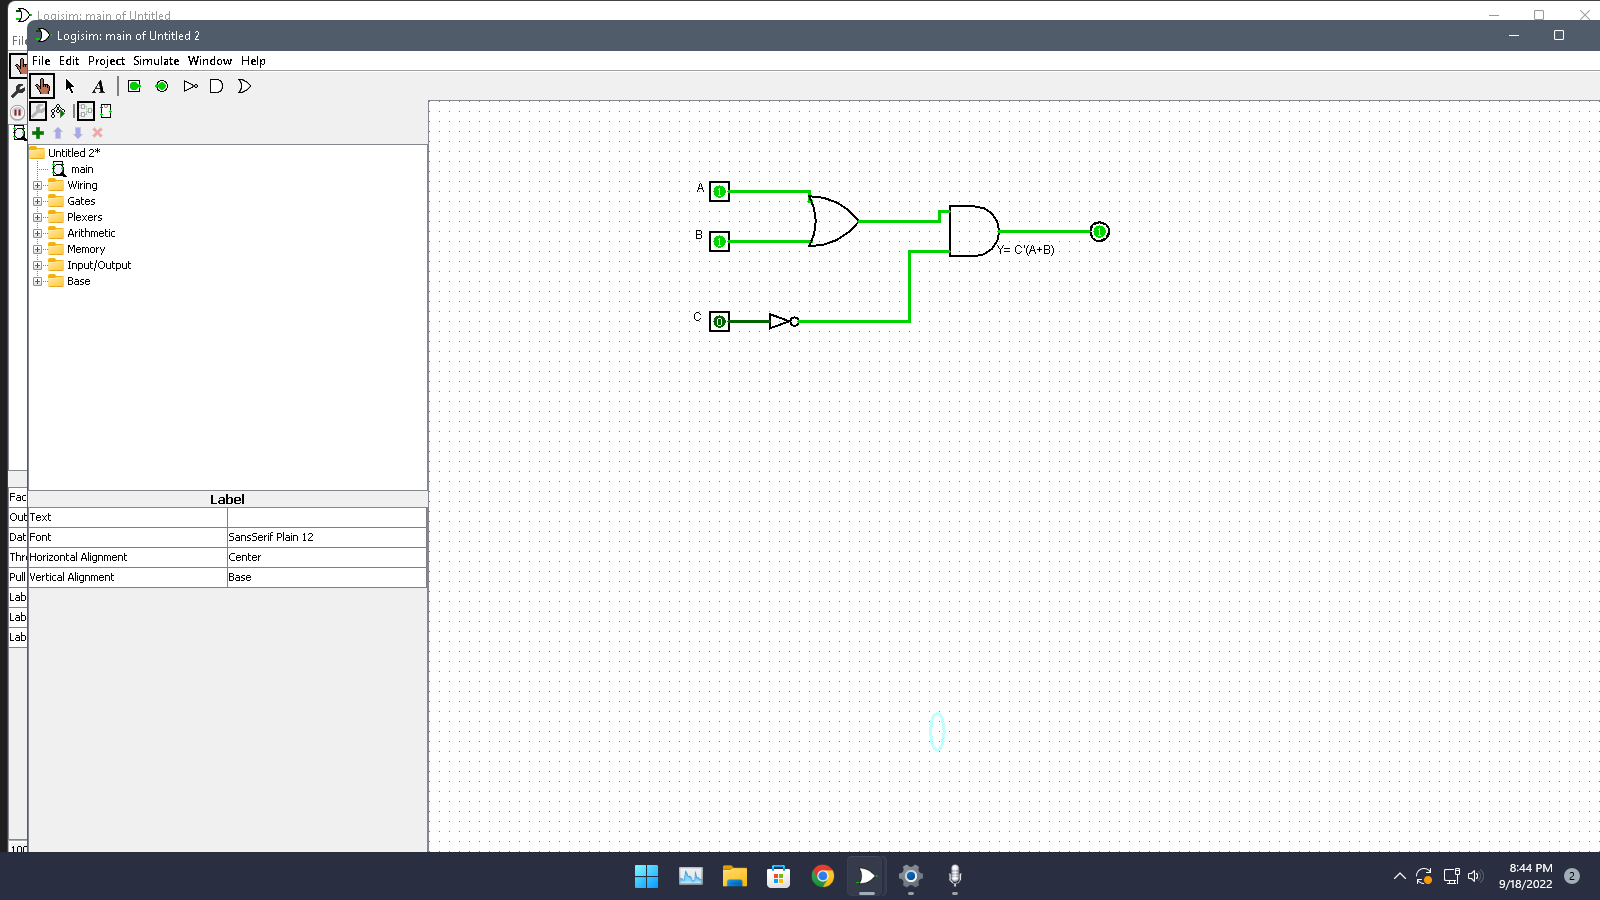 Logisim: main of Untitled
File
Logisim: main of Untitled 2
File Edit Project Simulate Window Help
A
Untitled 2*
main
Wiring
Gates
Plexers
Arithmetic
Memory
Input/Output
Base
A
1
B
1
C
0
1
Y= C'(A+B)
Label
Fac
Out
Text
Dat
Font
SansSerif Plain 12
Thr
Horizontal Alignment
Center
Pull
Vertical Alignment
Base
Lab
Lab
Lab
100
8:44 PM
9/18/2022
2